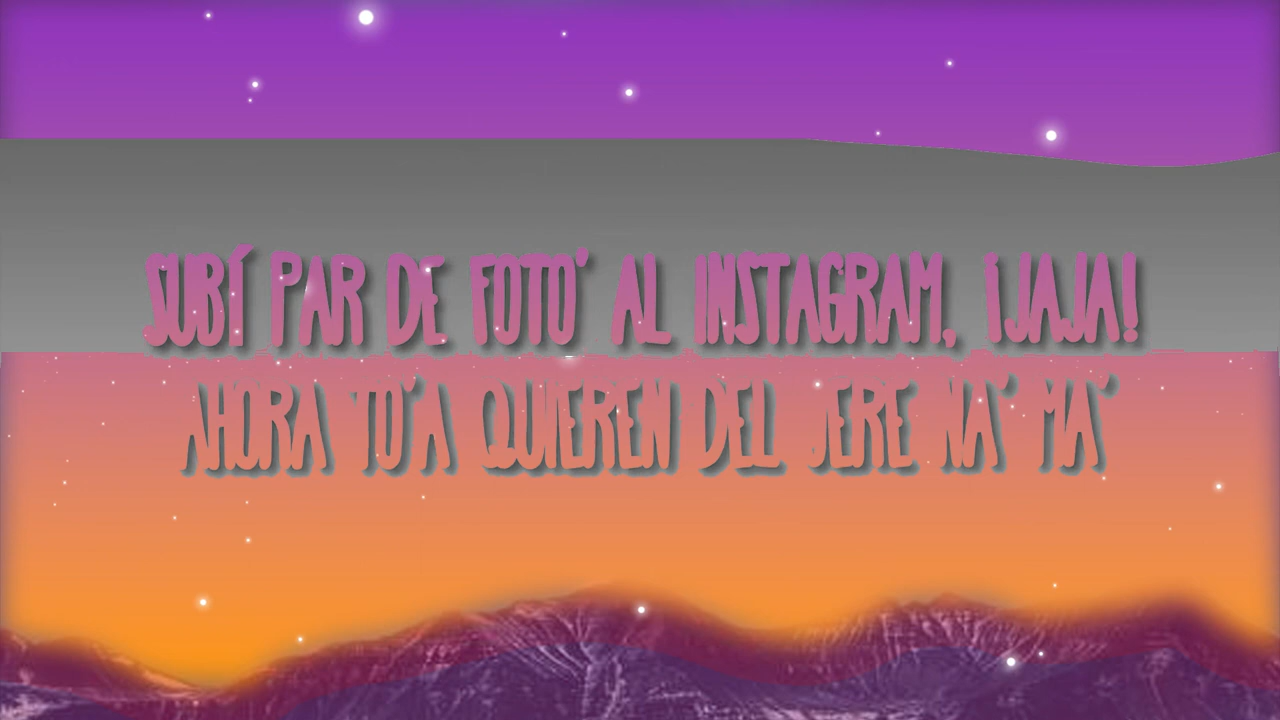 SUBÍ PAR DE FOTO' AL INSTAGRAM, ¡JAJA!
AHORA TO'A QUIEREN DEL JERE NA' MA'